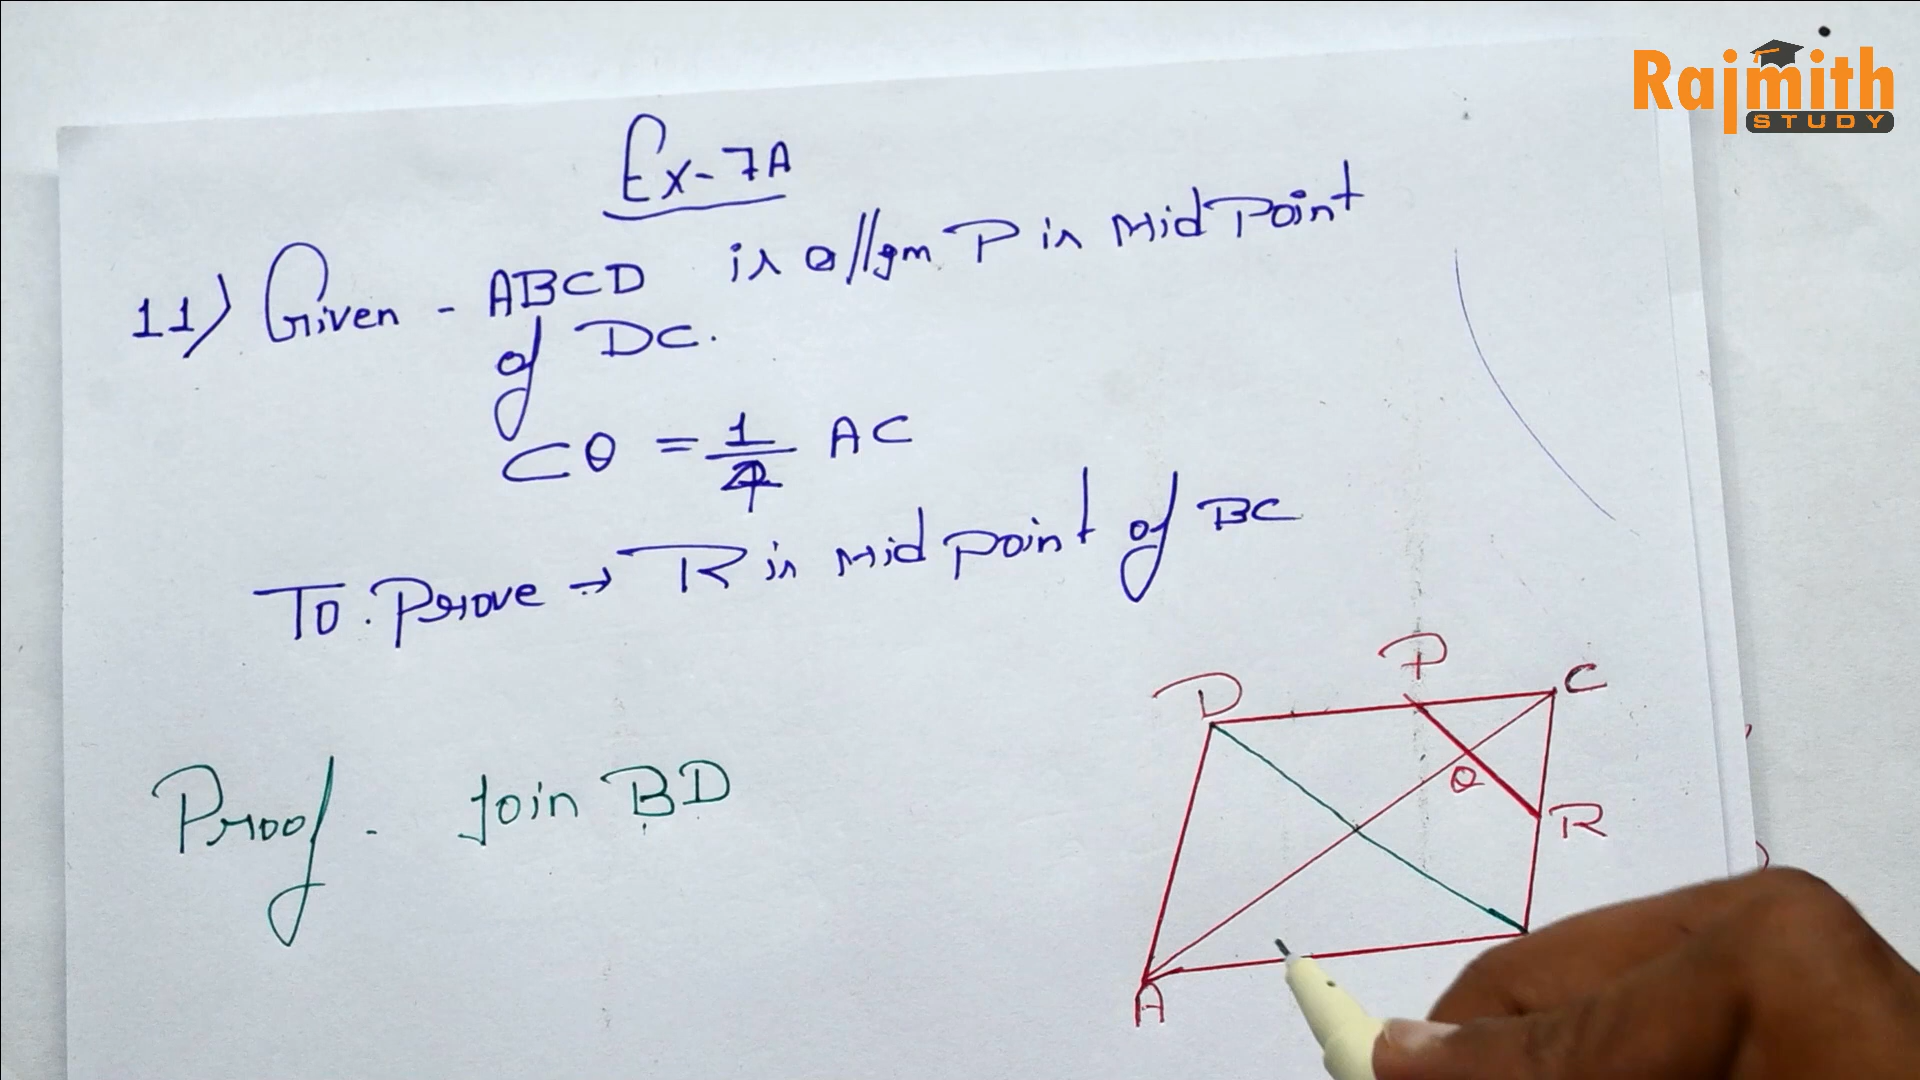 Rajmith
STUDY
Ex-7A
11) Given - ABCD is a //gm P is Mid Point
of DC.
CQ = 1/4 AC
To. Prove → R is Mid point of BC
Proof - Join BD
D
P
C
Q
R
A